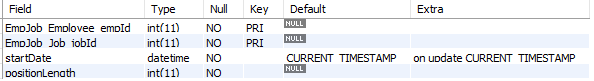 Field Type Null Key Default Extra
EmpJob_Employee_empId int(11) NO PRI NULL
EmpJob_Job_jobId int(11) NO PRI NULL
startDate datetime NO CURRENT_TIMESTAMP on update CURRENT_TIMESTAMP
positionLength int(11) NO NULL